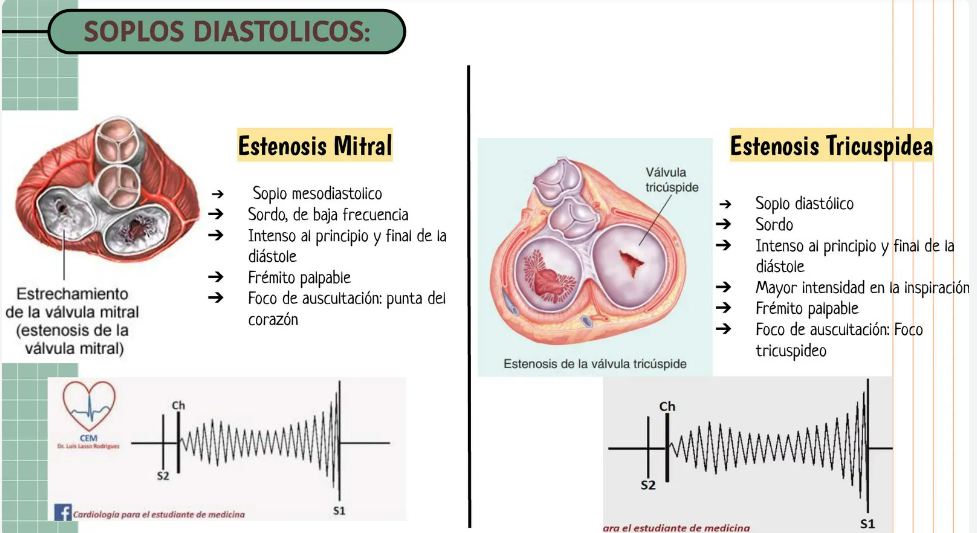 SOPLOS DIASTOLICOS:
Estenosis Mitral
➔ Soplo mesodiastolico
➔ Sordo, de baja frecuencia
➔ Intenso al principio y final de la
diástole
➔ Frémito palpable
➔ Foco de auscultación: punta del
corazón
Estrechamiento
de la válvula mitral
(estenosis de la
válvula mitral)
CEM
Dr. Luis Lasso Rodríguez
Ch
S2
S1
Cardiología para el estudiante de medicina
Estenosis Tricuspidea
Válvula
tricúspide
➔ Soplo diastólico
➔ Sordo
➔ Intenso al principio y final de la
diástole
➔ Mayor intensidad en la inspiración
➔ Frémito palpable
➔ Foco de auscultación: Foco
tricuspideo
Estenosis de la válvula tricúspide
Ch
S2
S1
ara el estudiante de medicina